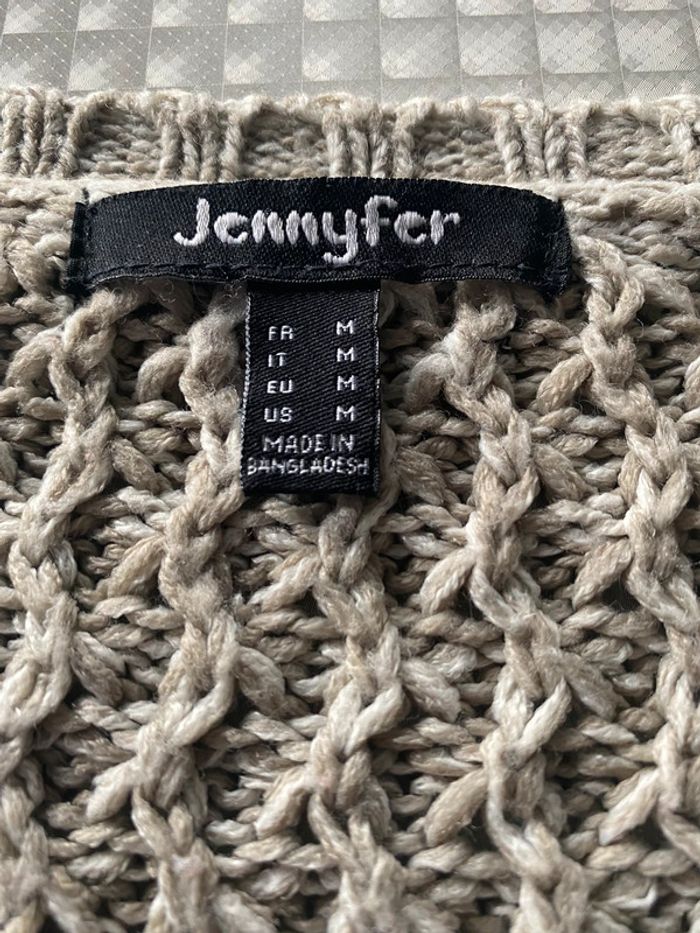 Jennyfer
FR M
IT M
EU M
US M
MADE IN
BANGLADESH